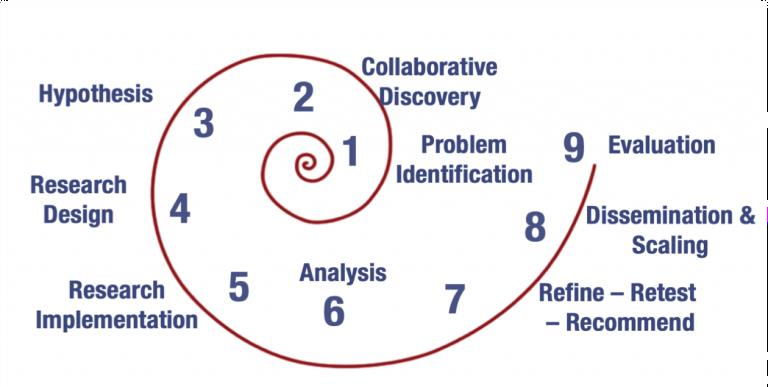 1
Problem
Identification
2
Collaborative
Discovery
3
Hypothesis
4
Research
Design
5
Research
Implementation
6
Analysis
7
Refine – Retest
– Recommend
8
Dissemination &
Scaling
9
Evaluation